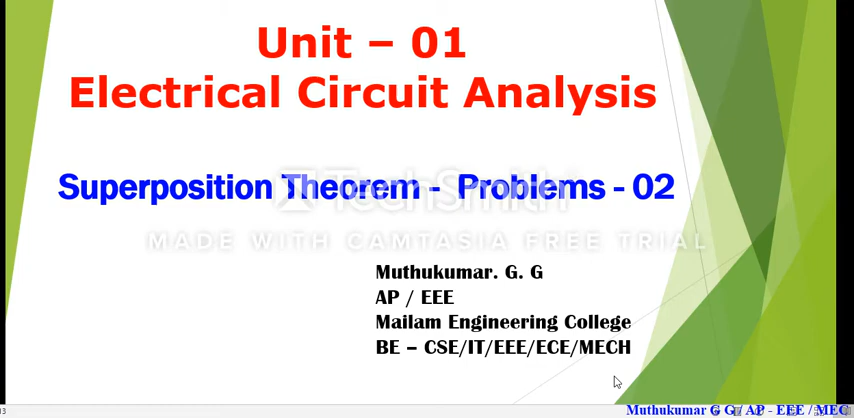 Unit – 01
Electrical Circuit Analysis
Superposition Theorem - Problems - 02
TechSmith
MADE WITH CAMTASIA FREE TRIAL
Muthukumar. G. G
AP / EEE
Mailam Engineering College
BE – CSE/IT/EEE/ECE/MECH
Muthukumar G G / AP - EEE / MEC